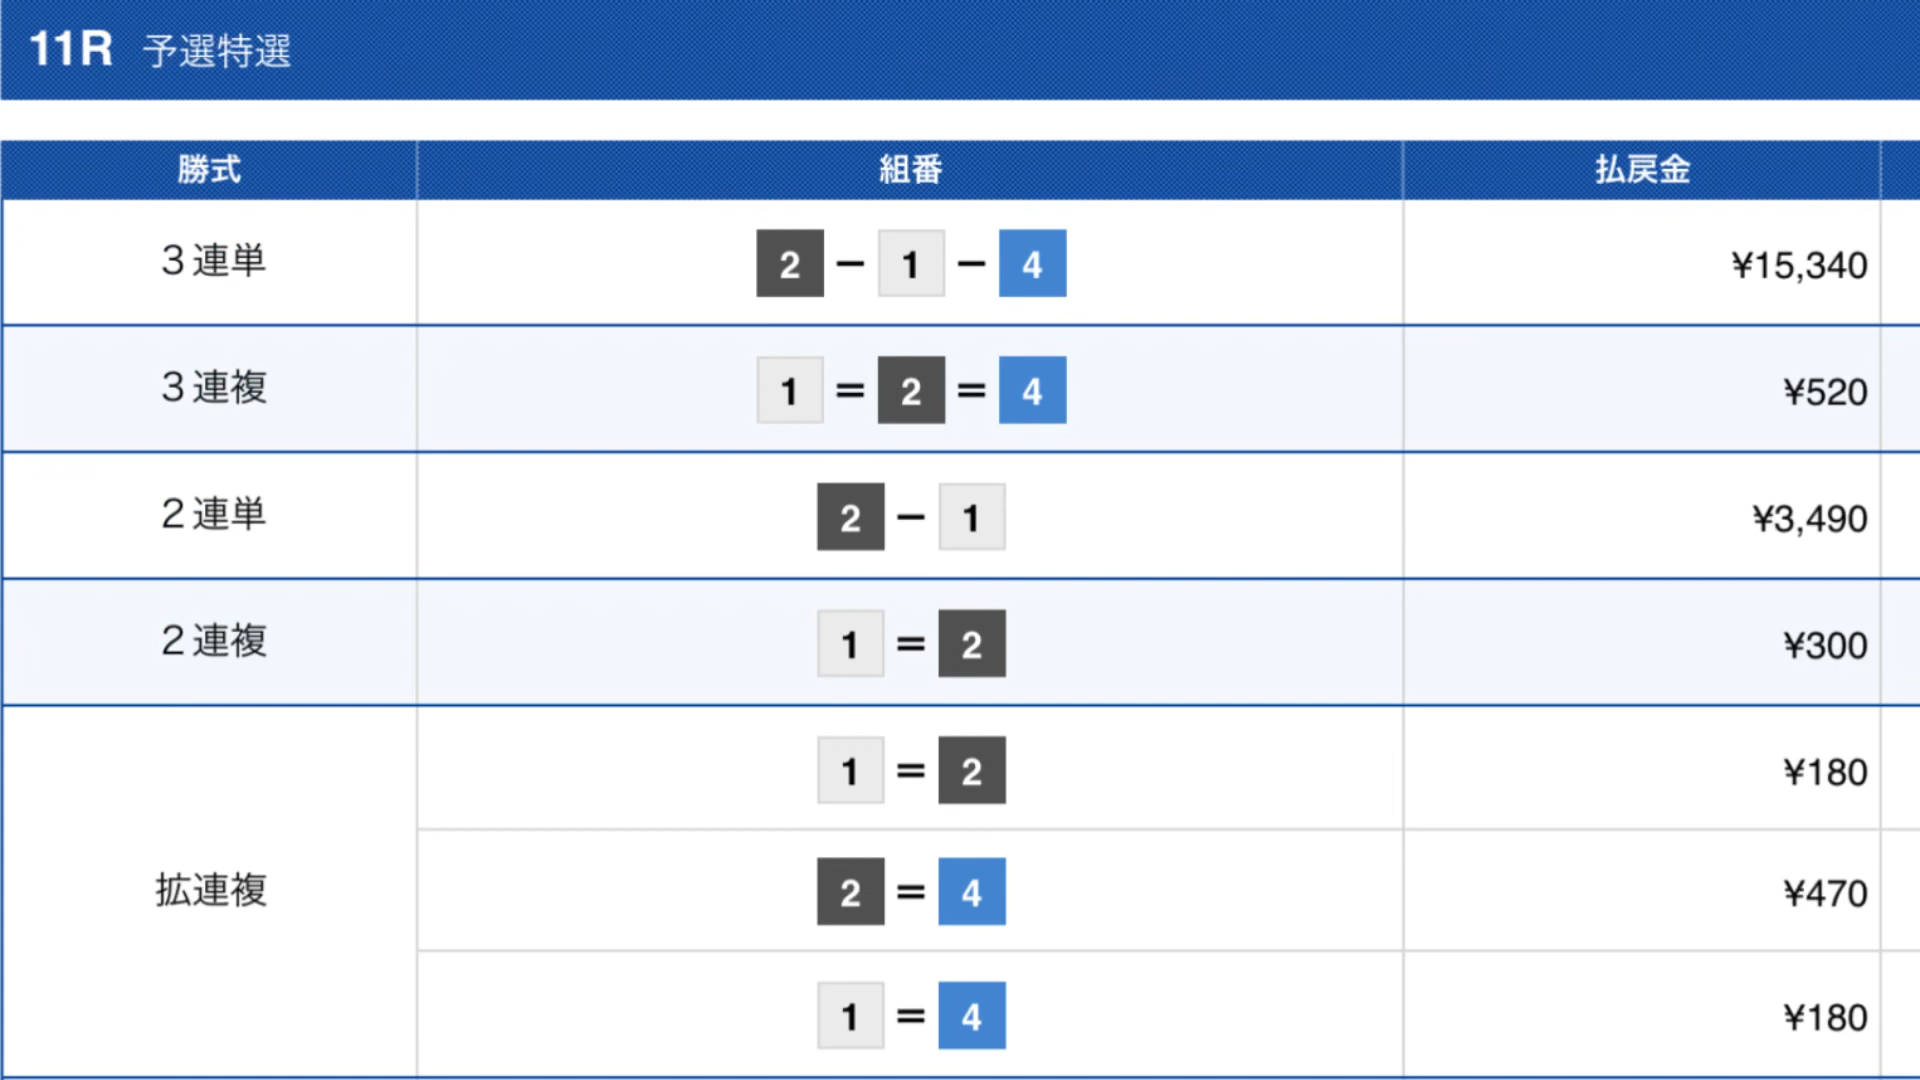 11R 予選特選
勝式 組番 払戻金
３連単 2 - 1 - 4 ¥15,340
３連複 1 = 2 = 4 ¥520
２連単 2 - 1 ¥3,490
２連複 1 = 2 ¥300
1 = 2 ¥180
拡連複 2 = 4 ¥470
1 = 4 ¥180